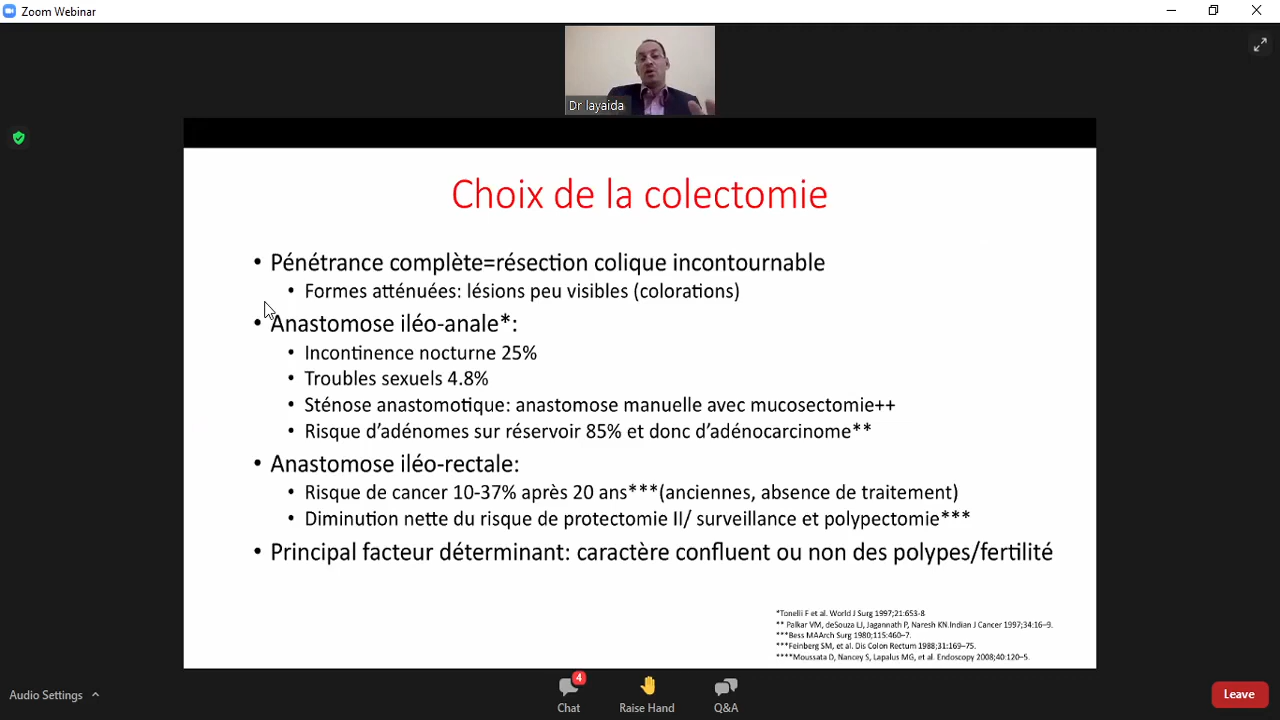 Zoom Webinar
Dr layaida
Choix de la colectomie
• Pénétrance complète=résection colique incontournable
• Formes atténuées: lésions peu visibles (colorations)
• Anastomose iléo-anale*:
• Incontinence nocturne 25%
• Troubles sexuels 4.8%
• Sténose anastomotique: anastomose manuelle avec mucosectomie++
• Risque d'adénomes sur réservoir 85% et donc d'adénocarcinome**
• Anastomose iléo-rectale:
• Risque de cancer 10-37% après 20 ans***(anciennes, absence de traitement)
• Diminution nette du risque de protectomie II/ surveillance et polypectomie***
• Principal facteur déterminant: caractère confluent ou non des polypes/fertilité
*Tonelli F et al. World J Surg 1997;21:653-8
** Palkar VM, deSouza LJ, Jagannath P, Naresh KN.Indian J Cancer 1997;34:16–9.
***Bess MAArch Surg 1980;115:460–7.
***Feinberg SM, et al. Dis Colon Rectum 1988;31:169–75.
****Moussata D, Nancey S, Lapalus MG, et al. Endoscopy 2008;40:120–5.
Audio Settings
4
Chat
Raise Hand
Q&A
Leave